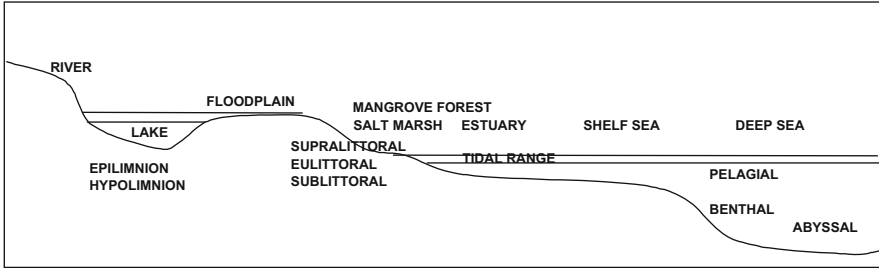 RIVER
FLOODPLAIN
LAKE
EPILIMNION
HYPOLIMNION
MANGROVE FOREST
SALT MARSH
ESTUARY
SHELF SEA
DEEP SEA
SUPRALITTORAL
EULITTORAL
SUBLITTORAL
TIDAL RANGE
PELAGIAL
BENTHAL
ABYSSAL